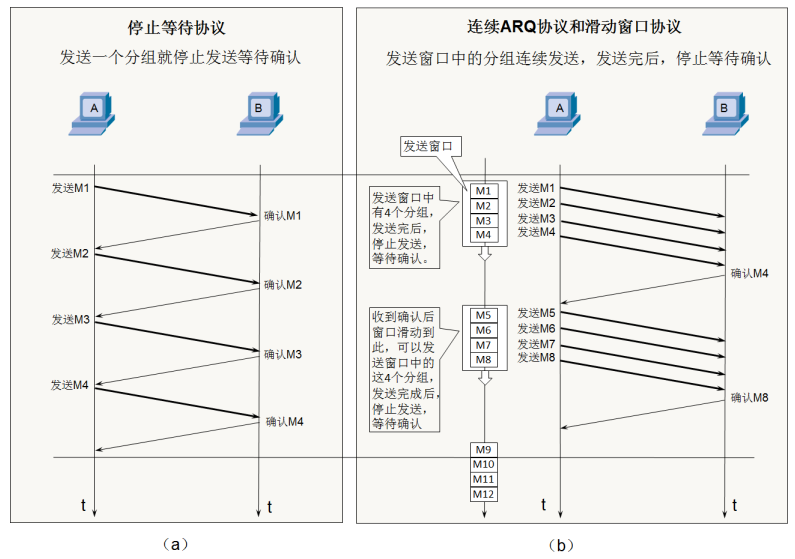 停止等待协议
发送一个分组就停止发送等待确认
A
B
发送M1
确认M1
发送M2
确认M2
发送M3
确认M3
发送M4
确认M4
t
t
(a)
连续ARQ协议和滑动窗口协议
发送窗口中的分组连续发送，发送完后，停止等待确认
A
B
发送窗口
发送窗口中
有4个分组，
发送完后，
停止发送，
等待确认。
M1
M2
M3
M4
发送M1
发送M2
发送M3
发送M4
确认M4
收到确认后
窗口滑动到
此，可以发
送窗口中的
这4个分组，
发送完成后，
停止发送，
等待确认
M5
M6
M7
M8
发送M5
发送M6
发送M7
发送M8
确认M8
M9
M10
M11
M12
t
t
(b)